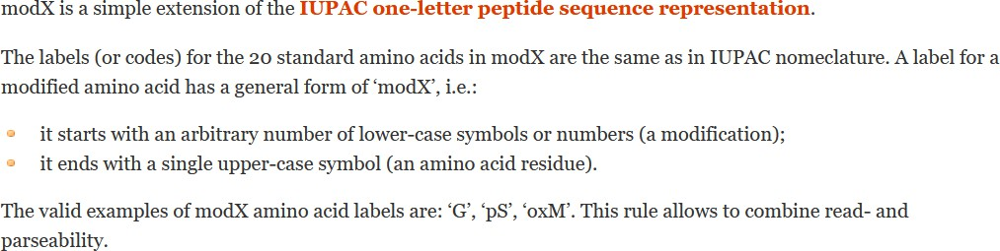 modX is a simple extension of the IUPAC one-letter peptide sequence representation.
The labels (or codes) for the 20 standard amino acids in modX are the same as in IUPAC nomeclature. A label for a
modified amino acid has a general form of ‘modX’, i.e.:
it starts with an arbitrary number of lower-case symbols or numbers (a modification);
it ends with a single upper-case symbol (an amino acid residue).
The valid examples of modX amino acid labels are: ‘G’, ‘pS’, ‘oxM’. This rule allows to combine read- and
parseability.